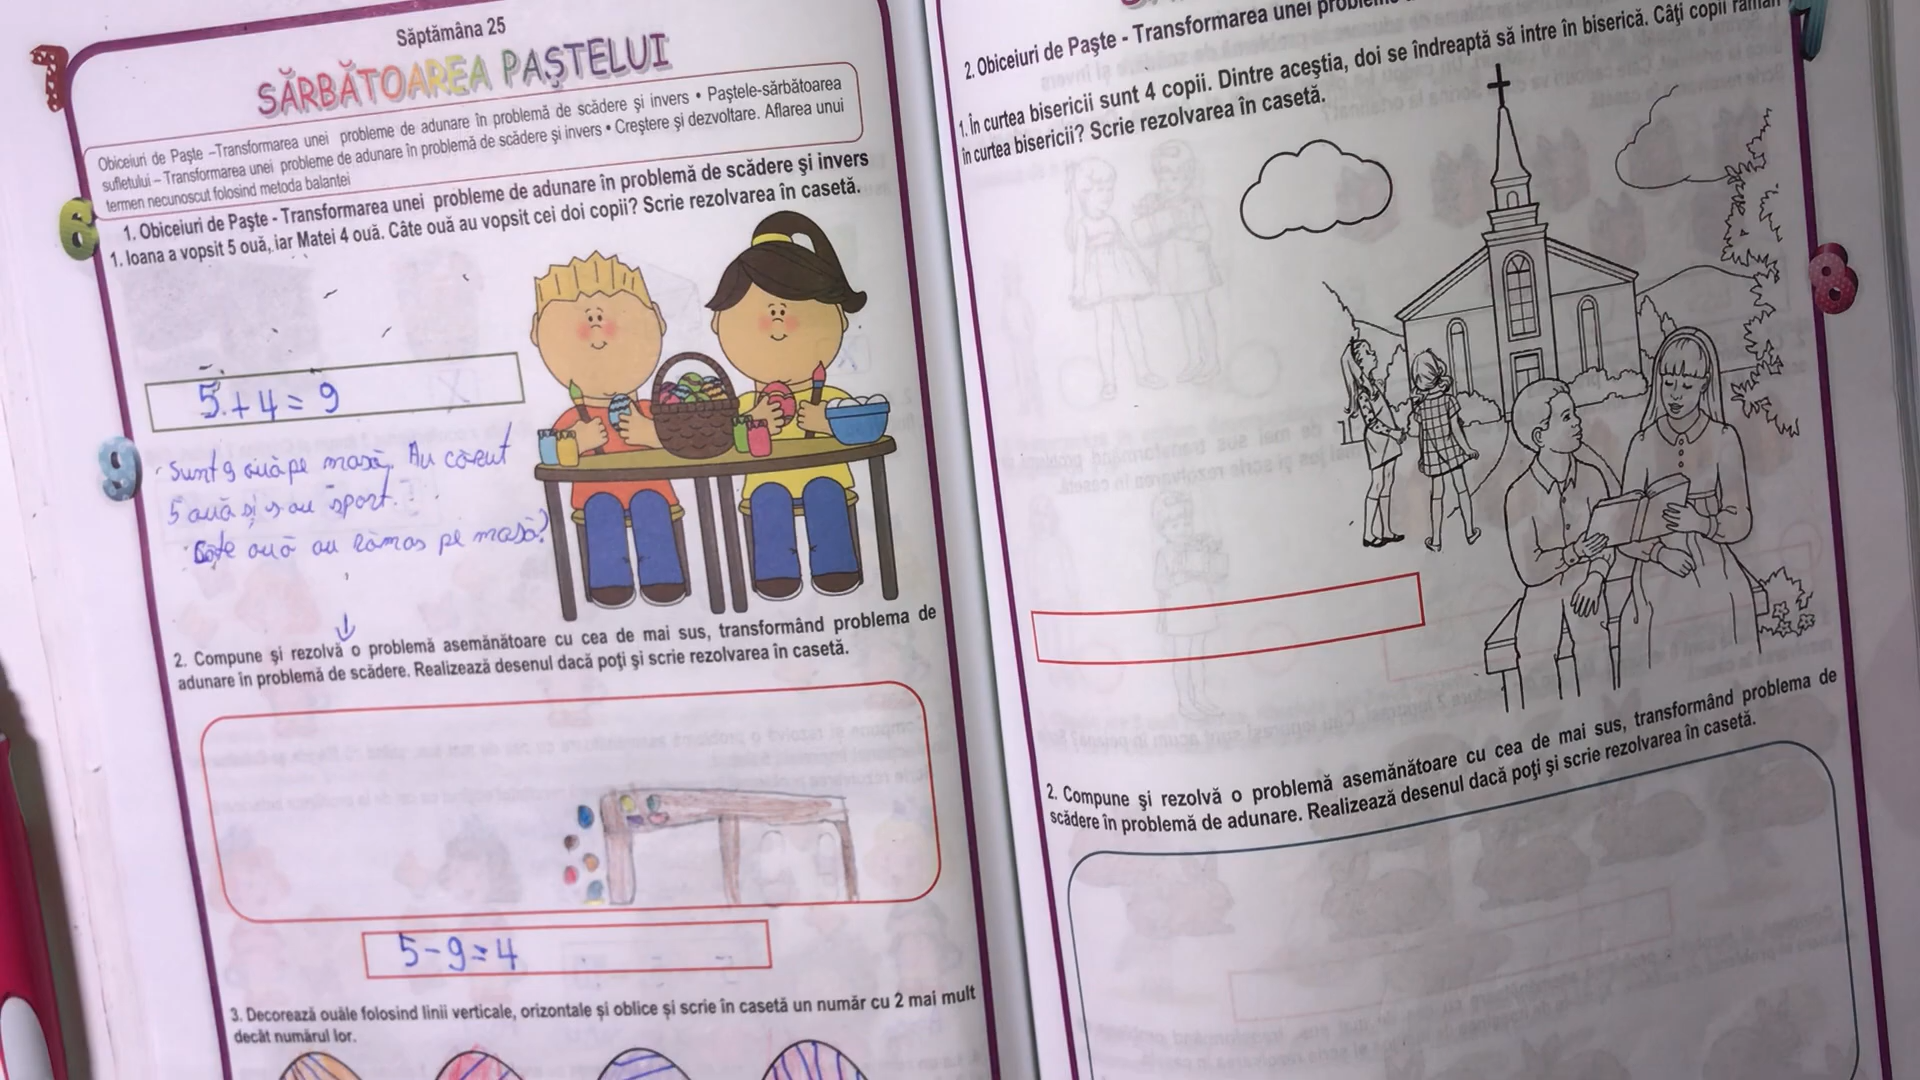 Săptămâna 25
SĂRBĂTOAREA PAŞTELUI
Obiceiuri de Paşte –Transformarea unei probleme de adunare în problemă de scădere şi invers • Paştele-sărbătoarea
sufletului – Transformarea unei probleme de adunare în problemă de scădere şi invers • Creştere şi dezvoltare. Aflarea unui
termen necunoscut folosind metoda balanţei
1. Obiceiuri de Paşte - Transformarea unei probleme de adunare în problemă de scădere şi invers
1. Ioana a vopsit 5 ouă, iar Matei 4 ouă. Câte ouă au vopsit cei doi copii? Scrie rezolvarea în casetă.
5 + 4 = 9
Sunt 9 ouă pe masă. Au căzut
5 ouă și s-au spart.
Câte ouă au rămas pe masă?
2. Compune şi rezolvă o problemă asemănătoare cu cea de mai sus, transformând problema de
adunare în problemă de scădere. Realizează desenul dacă poţi şi scrie rezolvarea în casetă.
5 - 9 = 4
3. Decorează ouăle folosind linii verticale, orizontale şi oblice şi scrie în casetă un număr cu 2 mai mult
decât numărul lor.
2. Obiceiuri de Paşte - Transformarea unei
1. În curtea bisericii sunt 4 copii. Dintre aceştia, doi se îndreaptă să intre în biserică. Câţi copii rămân
în curtea bisericii? Scrie rezolvarea în casetă.
2. Compune şi rezolvă o problemă asemănătoare cu cea de mai sus, transformând problema de
scădere în problemă de adunare. Realizează desenul dacă poţi şi scrie rezolvarea în casetă.
7
6
9
8